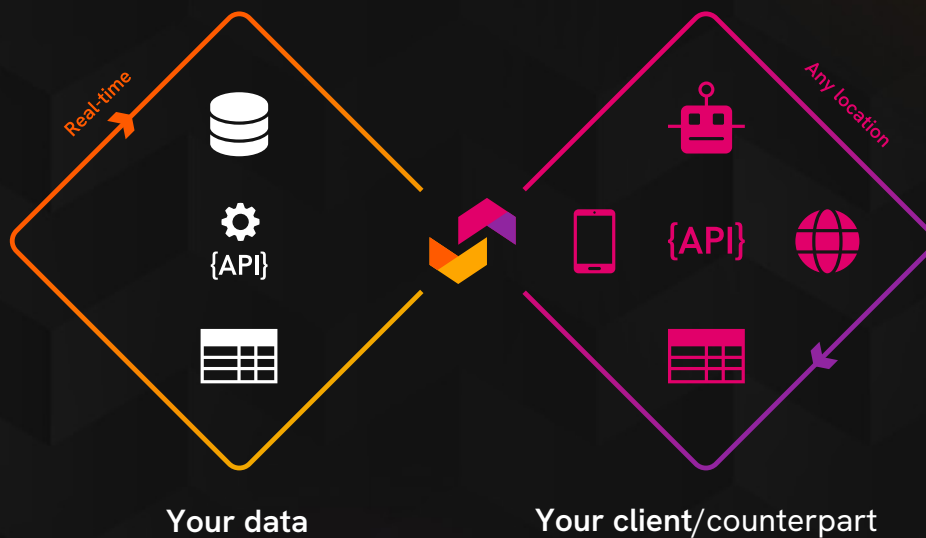 Real-time
Any location
{API}
{API}
Your data
Your client/counterpart